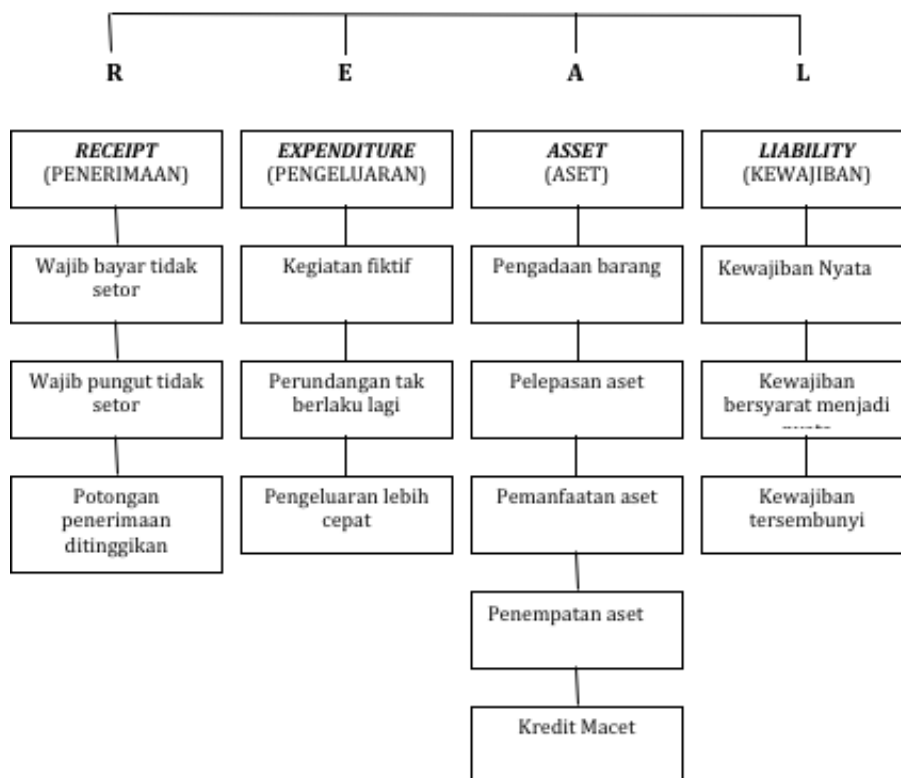 R
E
A
L
RECEIPT
(PENERIMAAN)
Wajib bayar tidak
setor
Wajib pungut tidak
setor
Potongan
penerimaan
ditinggikan
EXPENDITURE
(PENGELUARAN)
Kegiatan fiktif
Perundangan tak
berlaku lagi
Pengeluaran lebih
cepat
ASSET
(ASET)
Pengadaan barang
Pelepasan aset
Pemanfaatan aset
Penempatan aset
Kredit Macet
LIABILITY
(KEWAJIBAN)
Kewajiban Nyata
Kewajiban
bersyarat menjadi
Kewajiban
tersembunyi